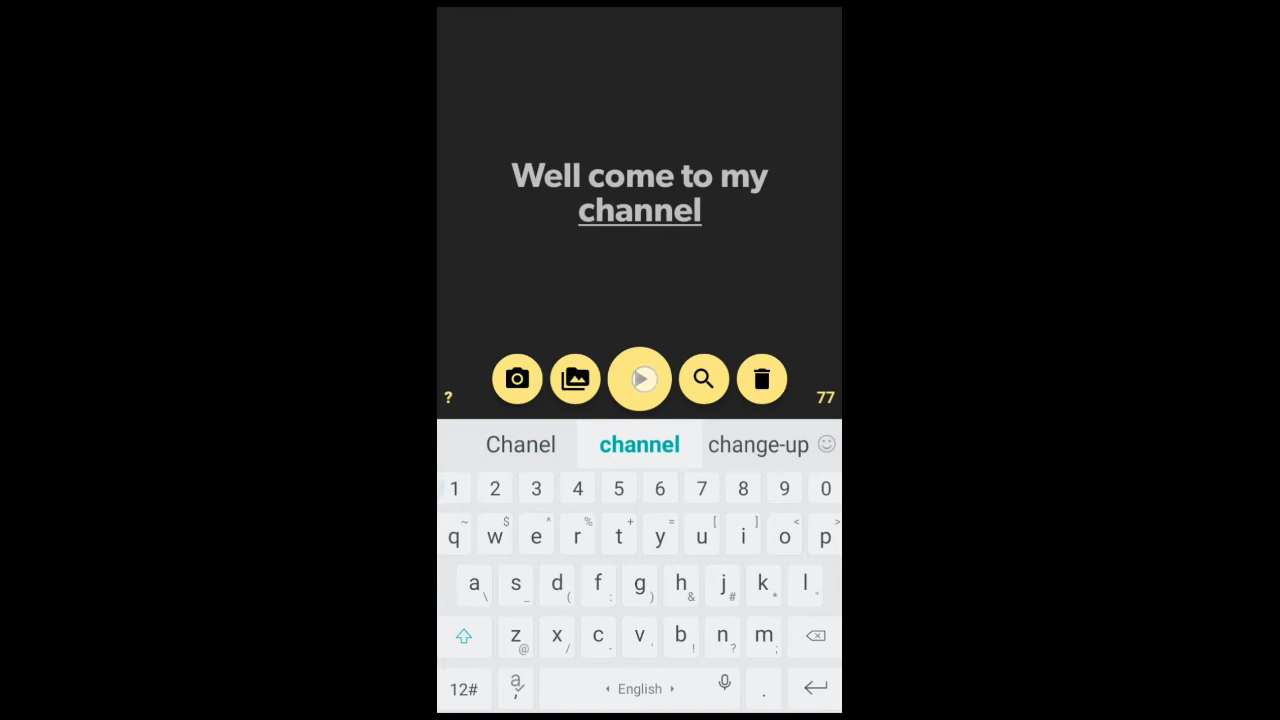 Well come to my
channel
? 77
Chanel channel change-up
1 2 3 4 5 6 7 8 9 0
~ $ ^ % + = [ ] < >
q w e r t y u i o p
a s d f g h j k l
\ _ ( : ) & # * "
z x c v b n m
@ / - ' ! ? ;
12# a , English .